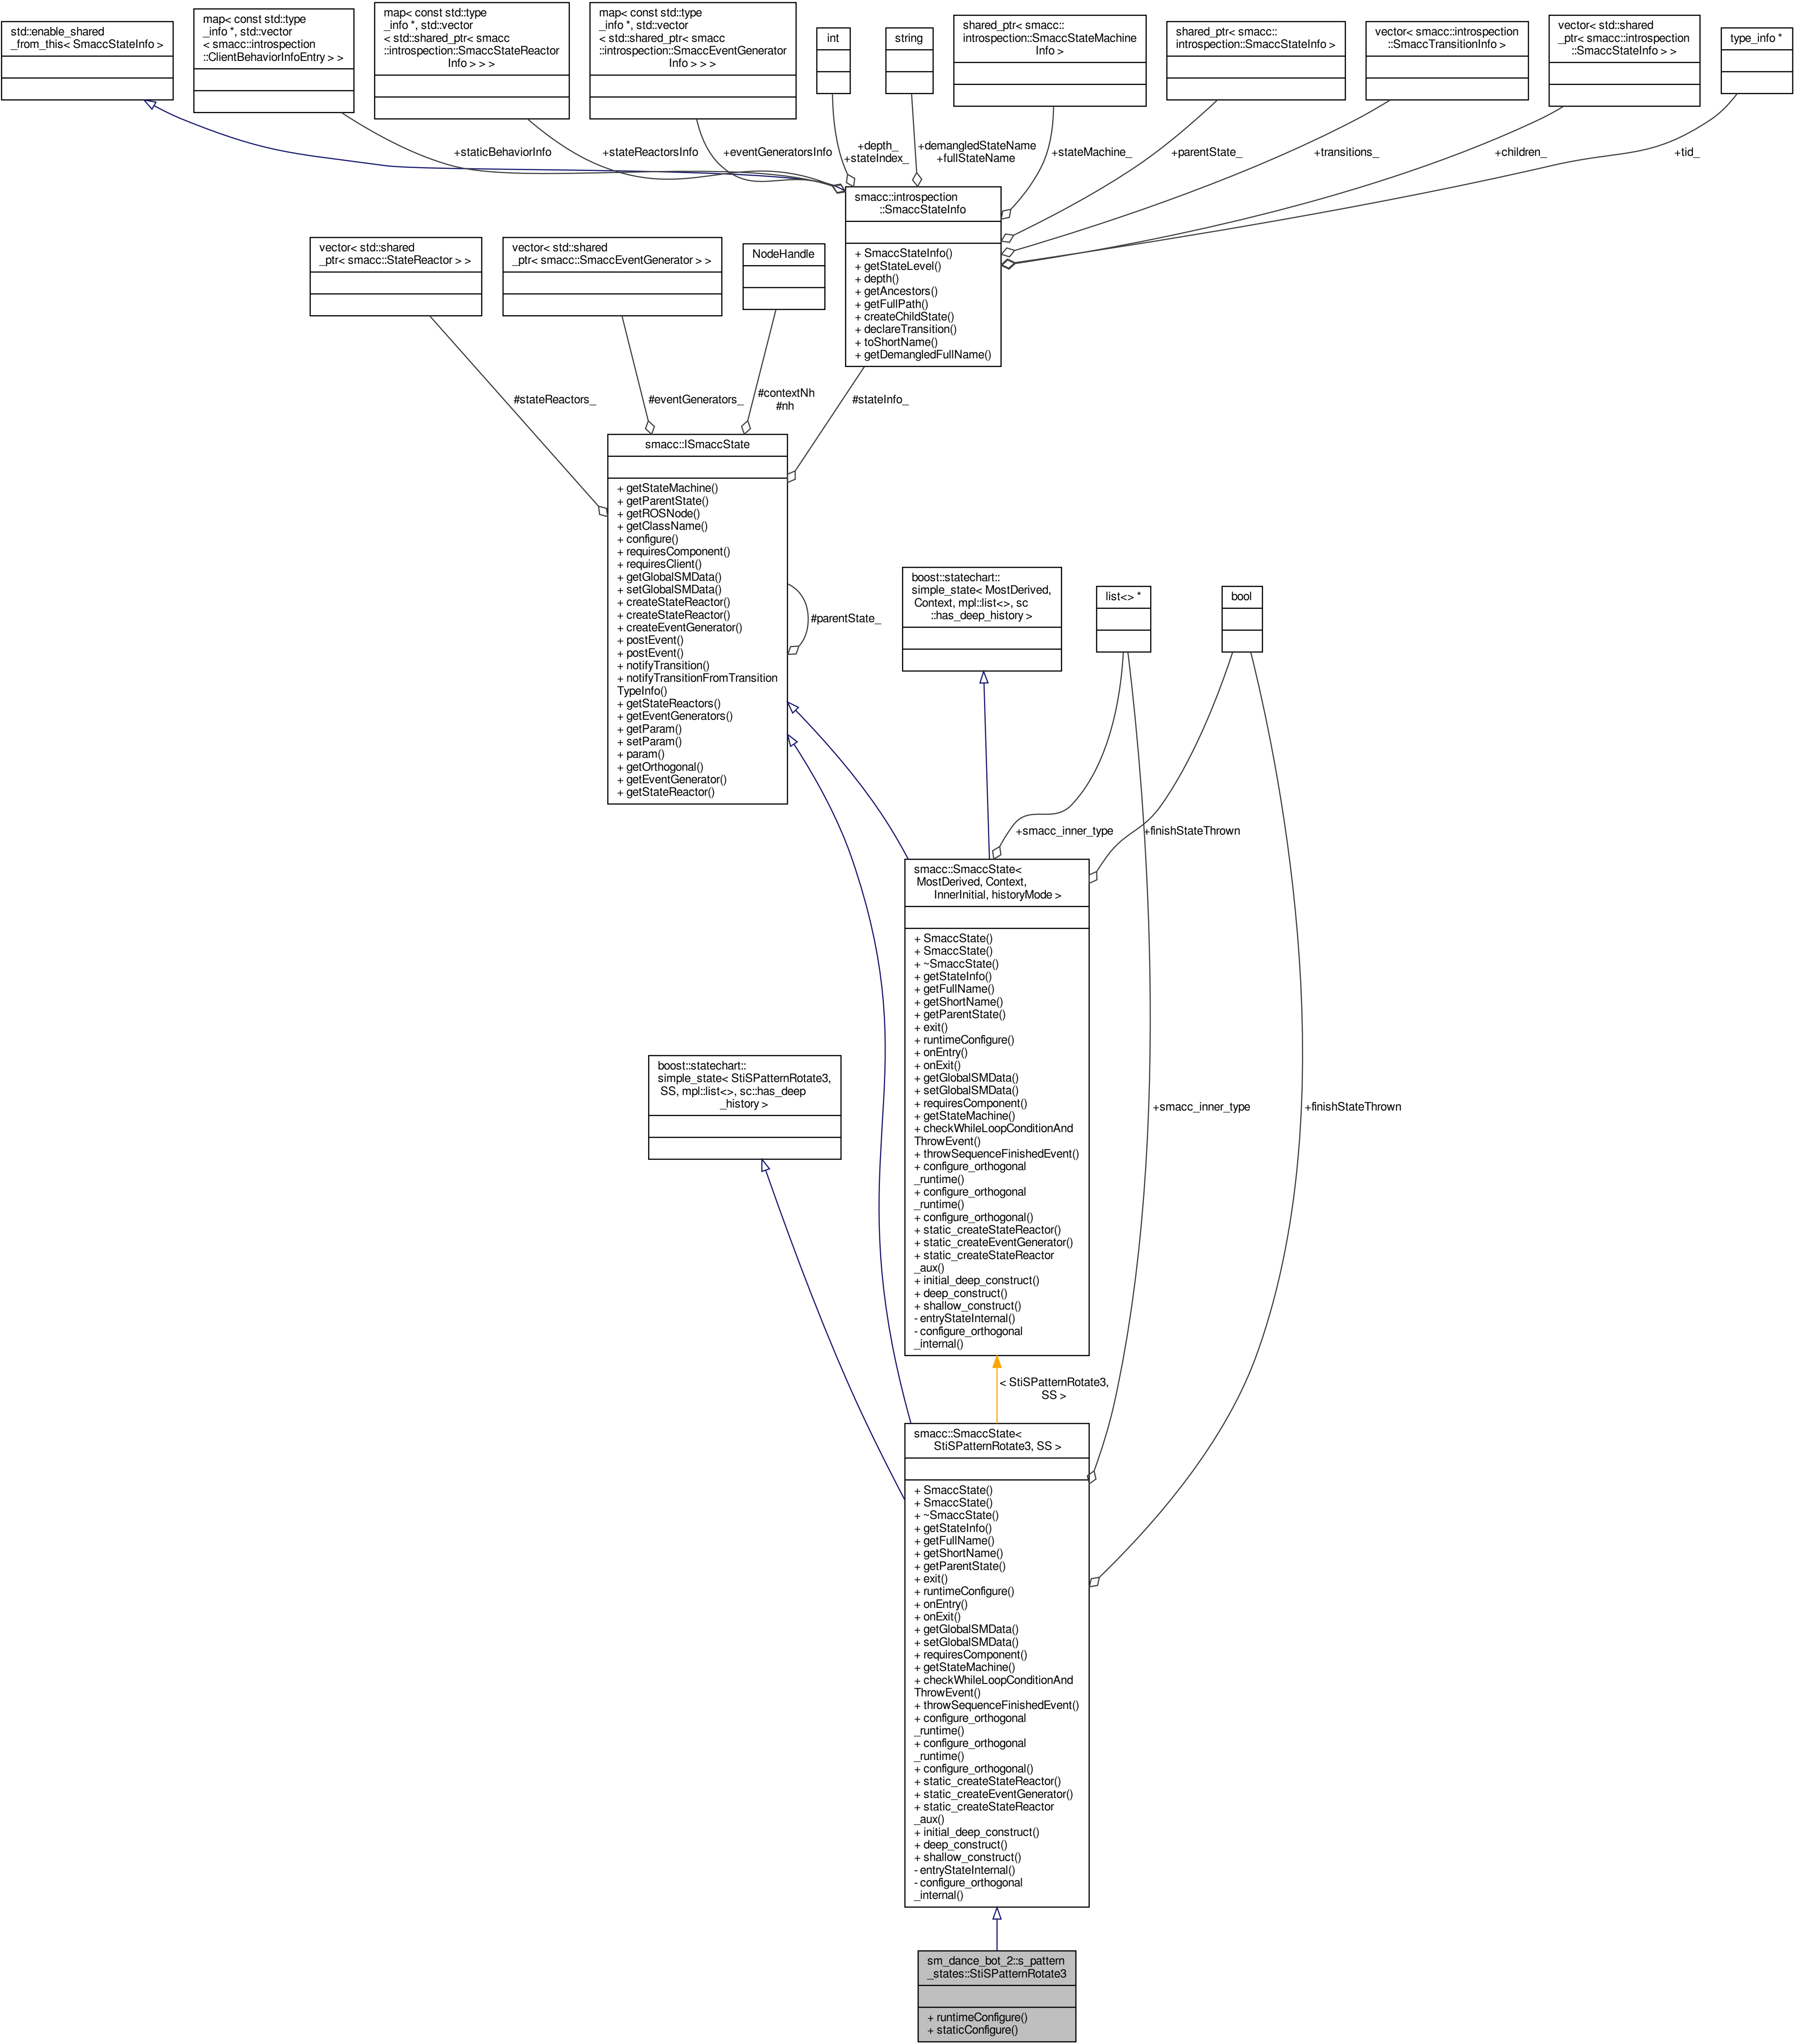 std::enable_shared
_from_this< SmaccStateInfo >
map< const std::type
_info *, std::vector
< smacc::introspection
::ClientBehaviorInfoEntry > >
map< const std::type
_info *, std::vector
< std::shared_ptr< smacc
::introspection::SmaccStateReactor
Info > > >
map< const std::type
_info *, std::vector
< std::shared_ptr< smacc
::introspection::SmaccEventGenerator
Info > > >
int
string
shared_ptr< smacc::
introspection::SmaccStateMachine
Info >
shared_ptr< smacc::
introspection::SmaccStateInfo >
vector< smacc::introspection
::SmaccTransitionInfo >
vector< std::shared
_ptr< smacc::introspection
::SmaccStateInfo > >
type_info *
+staticBehaviorInfo
+stateReactorsInfo
+eventGeneratorsInfo
+depth_
+stateIndex_
+demangledStateName
+fullStateName
+stateMachine_
+parentState_
+transitions_
+children_
+tid_
smacc::introspection
::SmaccStateInfo
+ SmaccStateInfo()
+ getStateLevel()
+ depth()
+ getAncestors()
+ getFullPath()
+ createChildState()
+ declareTransition()
+ toShortName()
+ getDemangledFullName()
vector< std::shared
_ptr< smacc::StateReactor > >
vector< std::shared
_ptr< smacc::SmaccEventGenerator > >
NodeHandle
#stateReactors_
#eventGenerators_
#contextNh
#nh
#stateInfo_
smacc::ISmaccState
+ getStateMachine()
+ getParentState()
+ getROSNode()
+ getClassName()
+ configure()
+ requiresComponent()
+ requiresClient()
+ getGlobalSMData()
+ setGlobalSMData()
+ createStateReactor()
+ createStateReactor()
+ createEventGenerator()
+ postEvent()
+ postEvent()
+ notifyTransition()
+ notifyTransitionFromTransition
TypeInfo()
+ getStateReactors()
+ getEventGenerators()
+ getParam()
+ setParam()
+ param()
+ getOrthogonal()
+ getEventGenerator()
+ getStateReactor()
#parentState_
boost::statechart::
simple_state< MostDerived,
Context, mpl::list<>, sc
::has_deep_history >
list<> *
bool
+smacc_inner_type
+finishStateThrown
smacc::SmaccState<
MostDerived, Context,
InnerInitial, historyMode >
+ SmaccState()
+ SmaccState()
+ ~SmaccState()
+ getStateInfo()
+ getFullName()
+ getShortName()
+ getParentState()
+ exit()
+ runtimeConfigure()
+ onEntry()
+ onExit()
+ getGlobalSMData()
+ setGlobalSMData()
+ requiresComponent()
+ getStateMachine()
+ checkWhileLoopConditionAnd
ThrowEvent()
+ throwSequenceFinishedEvent()
+ configure_orthogonal
_runtime()
+ configure_orthogonal
_runtime()
+ configure_orthogonal()
+ static_createStateReactor()
+ static_createEventGenerator()
+ static_createStateReactor
_aux()
+ initial_deep_construct()
+ deep_construct()
+ shallow_construct()
- entryStateInternal()
- configure_orthogonal
_internal()
boost::statechart::
simple_state< StiSPatternRotate3,
SS, mpl::list<>, sc::has_deep
_history >
+smacc_inner_type
+finishStateThrown
< StiSPatternRotate3,
SS >
smacc::SmaccState<
StiSPatternRotate3, SS >
+ SmaccState()
+ SmaccState()
+ ~SmaccState()
+ getStateInfo()
+ getFullName()
+ getShortName()
+ getParentState()
+ exit()
+ runtimeConfigure()
+ onEntry()
+ onExit()
+ getGlobalSMData()
+ setGlobalSMData()
+ requiresComponent()
+ getStateMachine()
+ checkWhileLoopConditionAnd
ThrowEvent()
+ throwSequenceFinishedEvent()
+ configure_orthogonal
_runtime()
+ configure_orthogonal
_runtime()
+ configure_orthogonal()
+ static_createStateReactor()
+ static_createEventGenerator()
+ static_createStateReactor
_aux()
+ initial_deep_construct()
+ deep_construct()
+ shallow_construct()
- entryStateInternal()
- configure_orthogonal
_internal()
sm_dance_bot_2::s_pattern
_states::StiSPatternRotate3
+ runtimeConfigure()
+ staticConfigure()